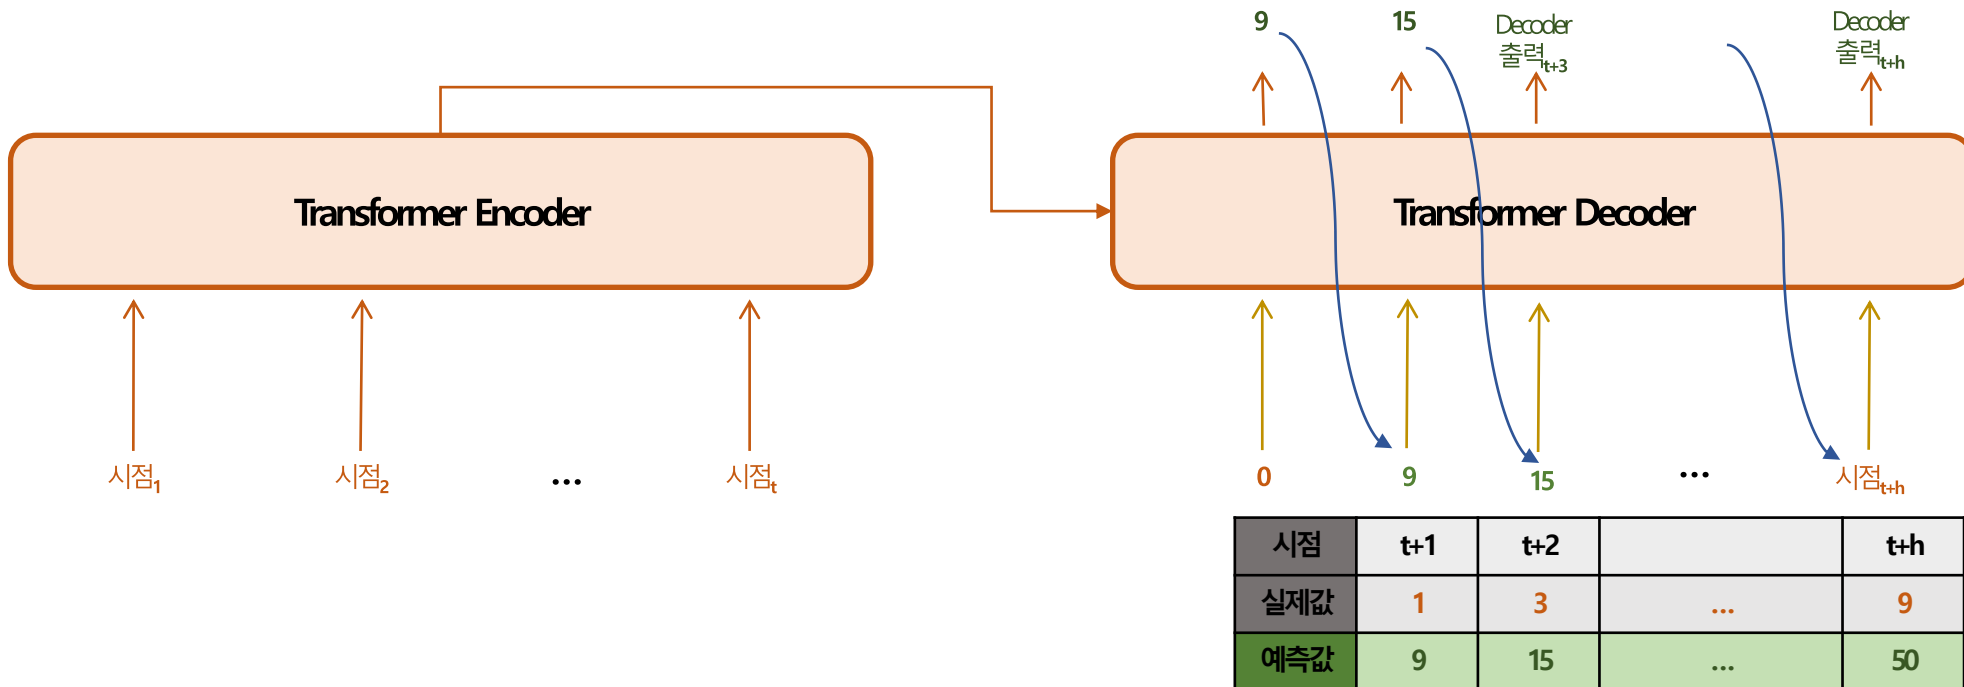 9
15
Decoder
출력t+3
Decoder
출력t+h
Transformer Encoder
Transformer Decoder
시점1
시점2
...
시점t
0
9
15
...
시점t+h
시점 t+1 t+2 t+h
실제값 1 3 ... 9
예측값 9 15 ... 50